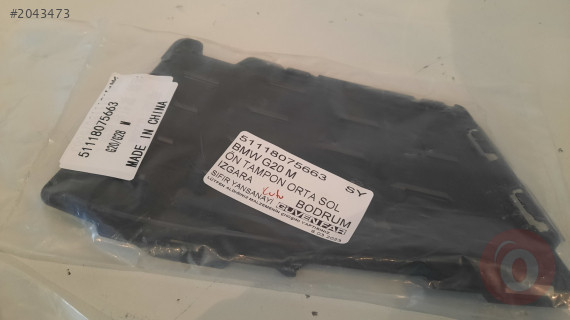 #2043473
51118075663
G20/G28 M
MADE IN CHINA
51118075663 SY
BMW G20 M
ÖN TAMPON ORTA SOL
IZGARA
SIFIR YANSANAYİ BODRUM
GÜVENFAR